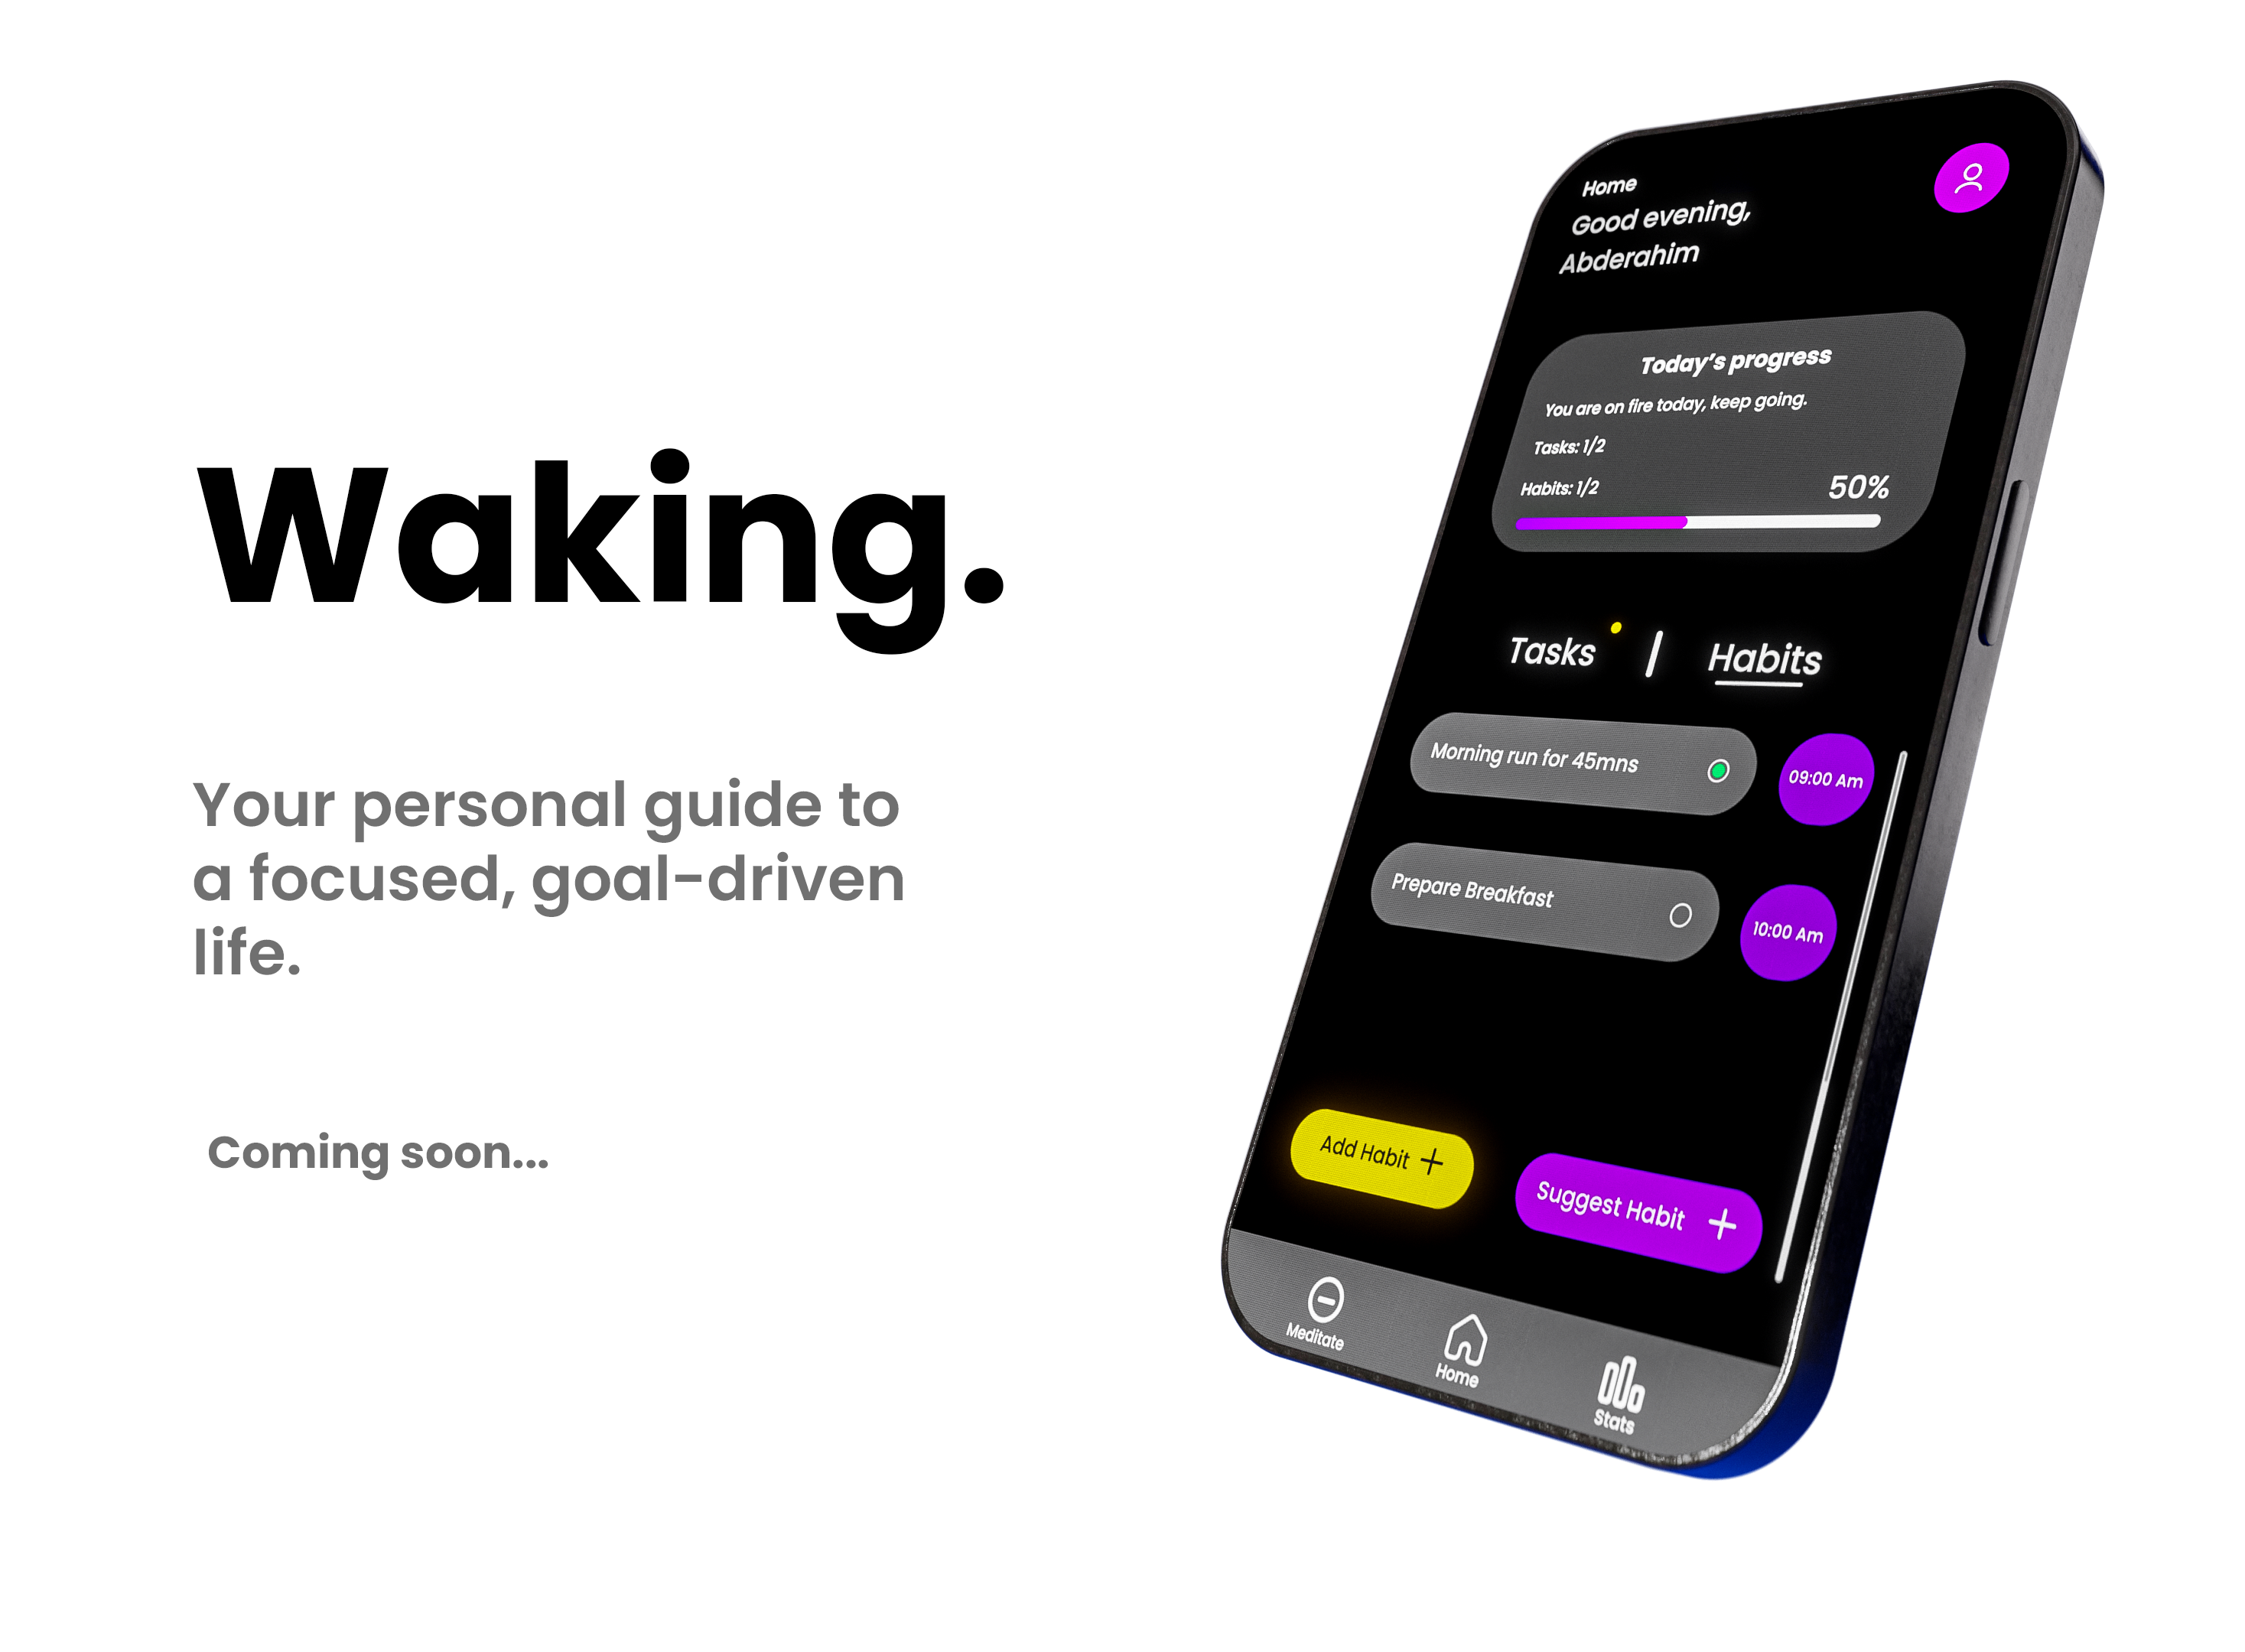 Waking.
Your personal guide to
a focused, goal-driven
life.
Coming soon...
Home
Good evening,
Abderahim
Today's progress
You are on fire today, keep going.
Tasks: 1/2
Habits: 1/2
50%
Tasks
Habits
Morning run for 45mns
09:00 Am
Prepare Breakfast
10:00 Am
Add Habit +
Suggest Habit +
Meditate
Home
Stats